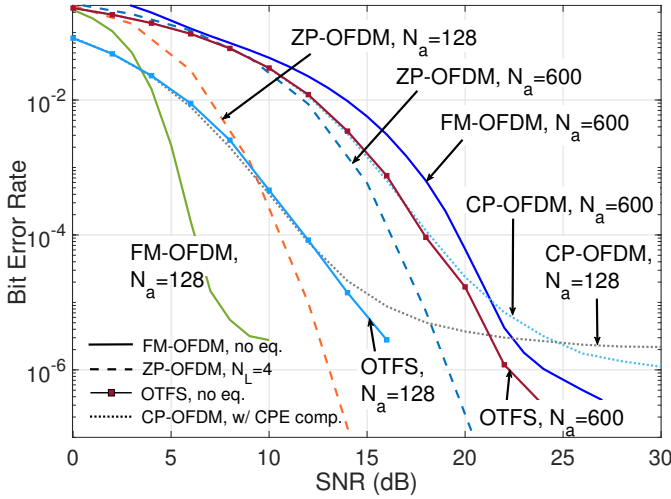 ZP-OFDM, N_a=128
ZP-OFDM, N_a=600
FM-OFDM, N_a=600
CP-OFDM, N_a=600
CP-OFDM,
N_a=128
FM-OFDM,
N_a=128
OTFS,
N_a=128
OTFS, N_a=600
FM-OFDM, no eq.
ZP-OFDM, N_L=4
OTFS, no eq.
CP-OFDM, w/ CPE comp.
Bit Error Rate
10^-2
10^-4
10^-6
0 5 10 15 20 25 30
SNR (dB)